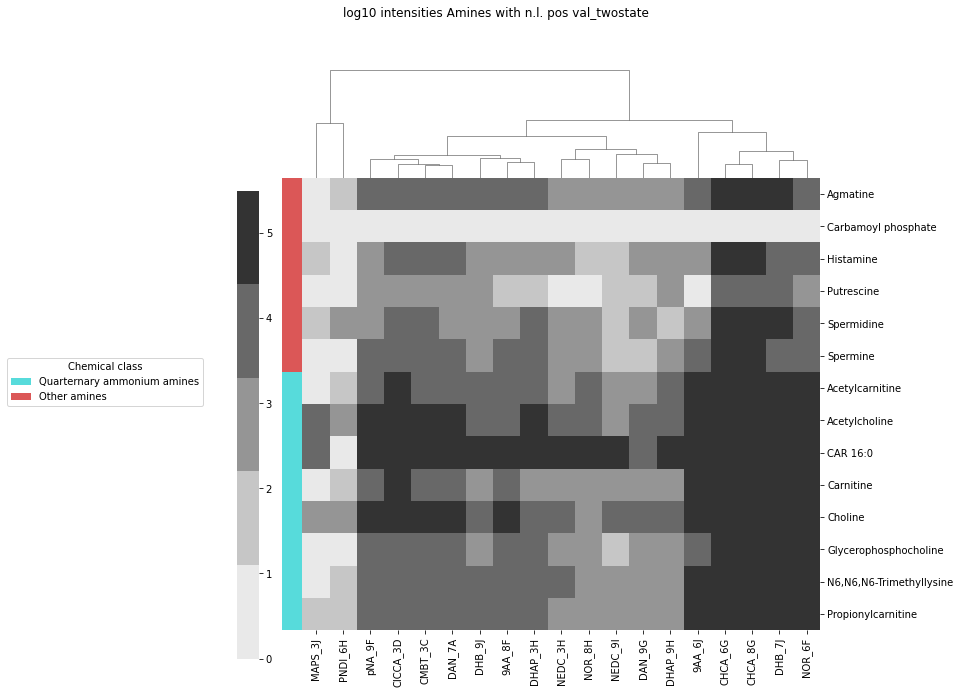 log10 intensities Amines with n.l. pos val_twostate
Agmatine
Carbamoyl phosphate
Histamine
Putrescine
Spermidine
Spermine
Acetylcarnitine
Acetylcholine
CAR 16:0
Carnitine
Choline
Glycerophosphocholine
N6,N6,N6-Trimethyllysine
Propionylcarnitine
5
4
3
2
1
0
Chemical class
Quarternary ammonium amines
Other amines
MAPS_3J
PNDI_6H
pNA_9F
ClCCA_3D
CMBT_3C
DAN_7A
DHB_9J
9AA_8F
DHAP_3H
NEDC_3H
NOR_8H
NEDC_9I
DAN_9G
DHAP_9H
9AA_6J
CHCA_6G
CHCA_8G
DHB_7J
NOR_6F